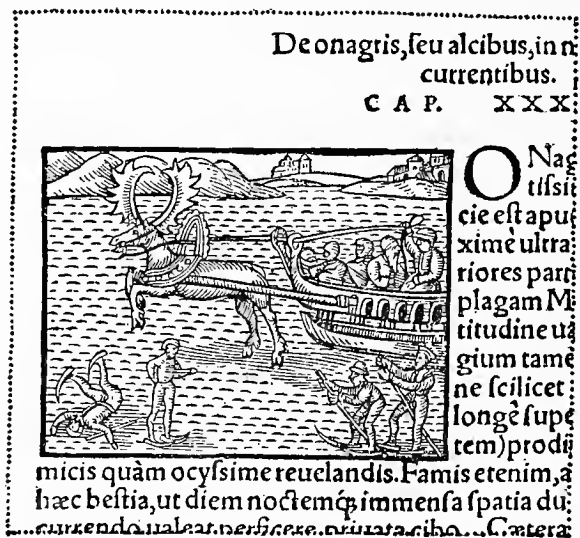 De onagris, seu alcibus, in n
currentibus.
CAP. XXX
ONag
tissi
cie est apu
ximè ultra
riores part
plagam M
titudine ua
gium tame
ne scilicet
longè supe
tem) prodi
micis quàm ocyssime reuelandis. Famis etenim, a
hæc bestia, ut diem noctemq́; immensa spatia du
currendo ualeat perficere, priuata cibo. Cætera